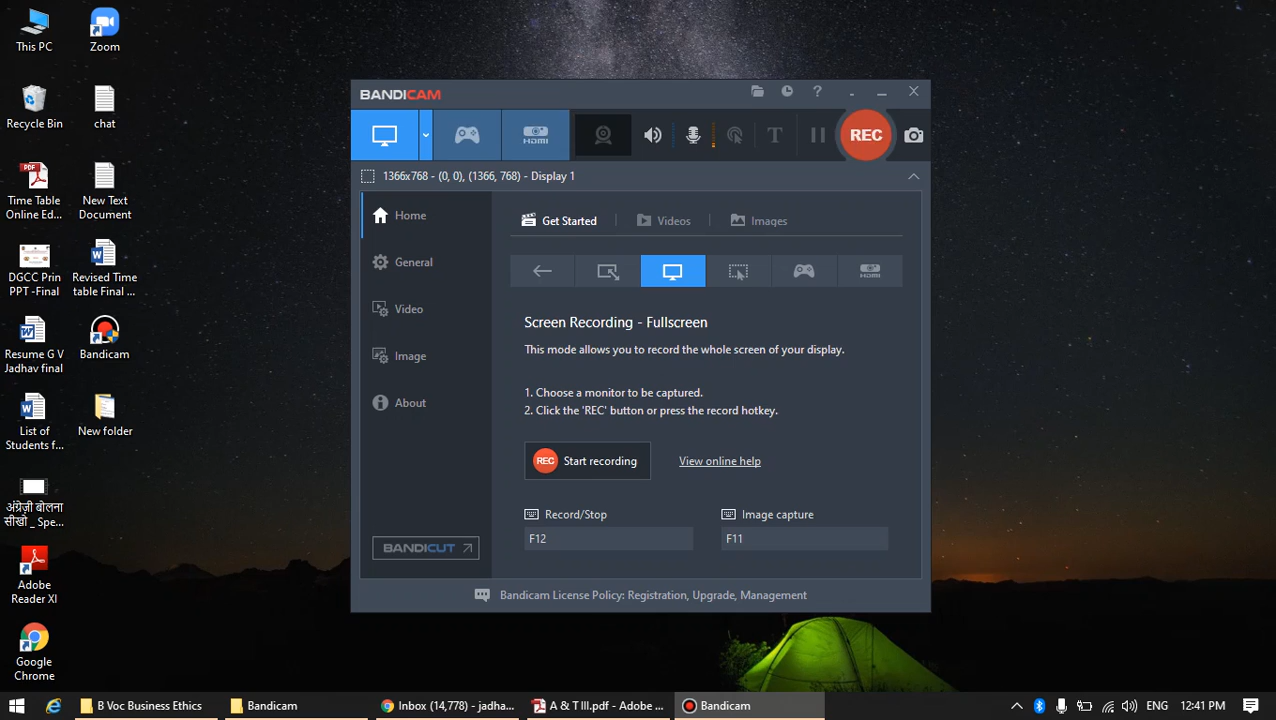 This PC
Zoom
Recycle Bin
chat
Time Table
Online Ed...
New Text
Document
DGCC Prin
PPT -Final
Revised Time
table Final ...
Resume G V
Jadhav final
Bandicam
List of
Students f...
New folder
अंग्रेज़ी बोलना
सीखो _ Spe...
Adobe
Reader XI
Google
Chrome
BANDICAM
HDMI
T
REC
1366x768 - (0, 0), (1366, 768) - Display 1
Home
General
Video
Image
About
BANDICUT
Get Started
Videos
Images
HDMI
Screen Recording - Fullscreen
This mode allows you to record the whole screen of your display.
1. Choose a monitor to be captured.
2. Click the 'REC' button or press the record hotkey.
REC Start recording
View online help
Record/Stop
Image capture
F12
F11
Bandicam License Policy: Registration, Upgrade, Management
B Voc Business Ethics
Bandicam
Inbox (14,778) - jadha...
A & T III.pdf - Adobe ...
Bandicam
ENG
12:41 PM